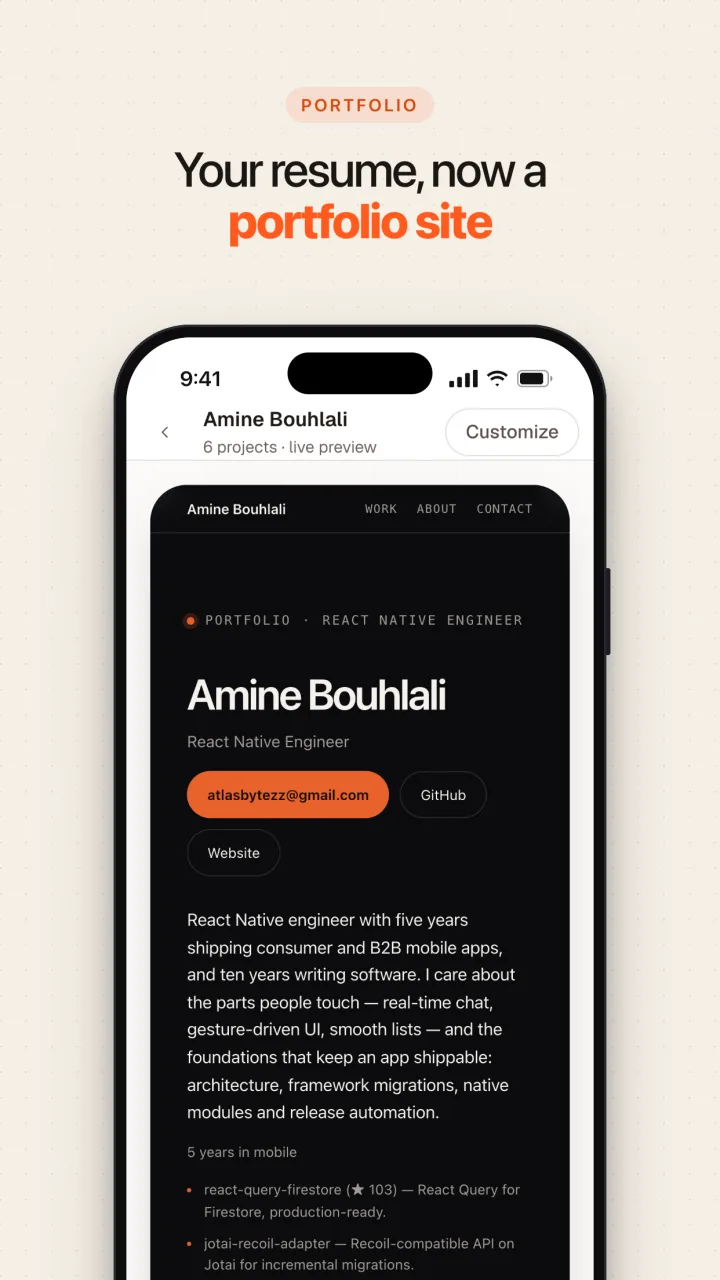 PORTFOLIO
Your resume, now a
portfolio site
9:41
Amine Bouhlali
6 projects · live preview
Customize
Amine Bouhlali
WORK ABOUT CONTACT
PORTFOLIO · REACT NATIVE ENGINEER
Amine Bouhlali
React Native Engineer
atlasbytezz@gmail.com
GitHub
Website
React Native engineer with five years
shipping consumer and B2B mobile apps,
and ten years writing software. I care about
the parts people touch — real-time chat,
gesture-driven UI, smooth lists — and the
foundations that keep an app shippable:
architecture, framework migrations, native
modules and release automation.
5 years in mobile
• react-query-firestore (★ 103) — React Query for
Firestore, production-ready.
• jotai-recoil-adapter — Recoil-compatible API on
Jotai for incremental migrations.